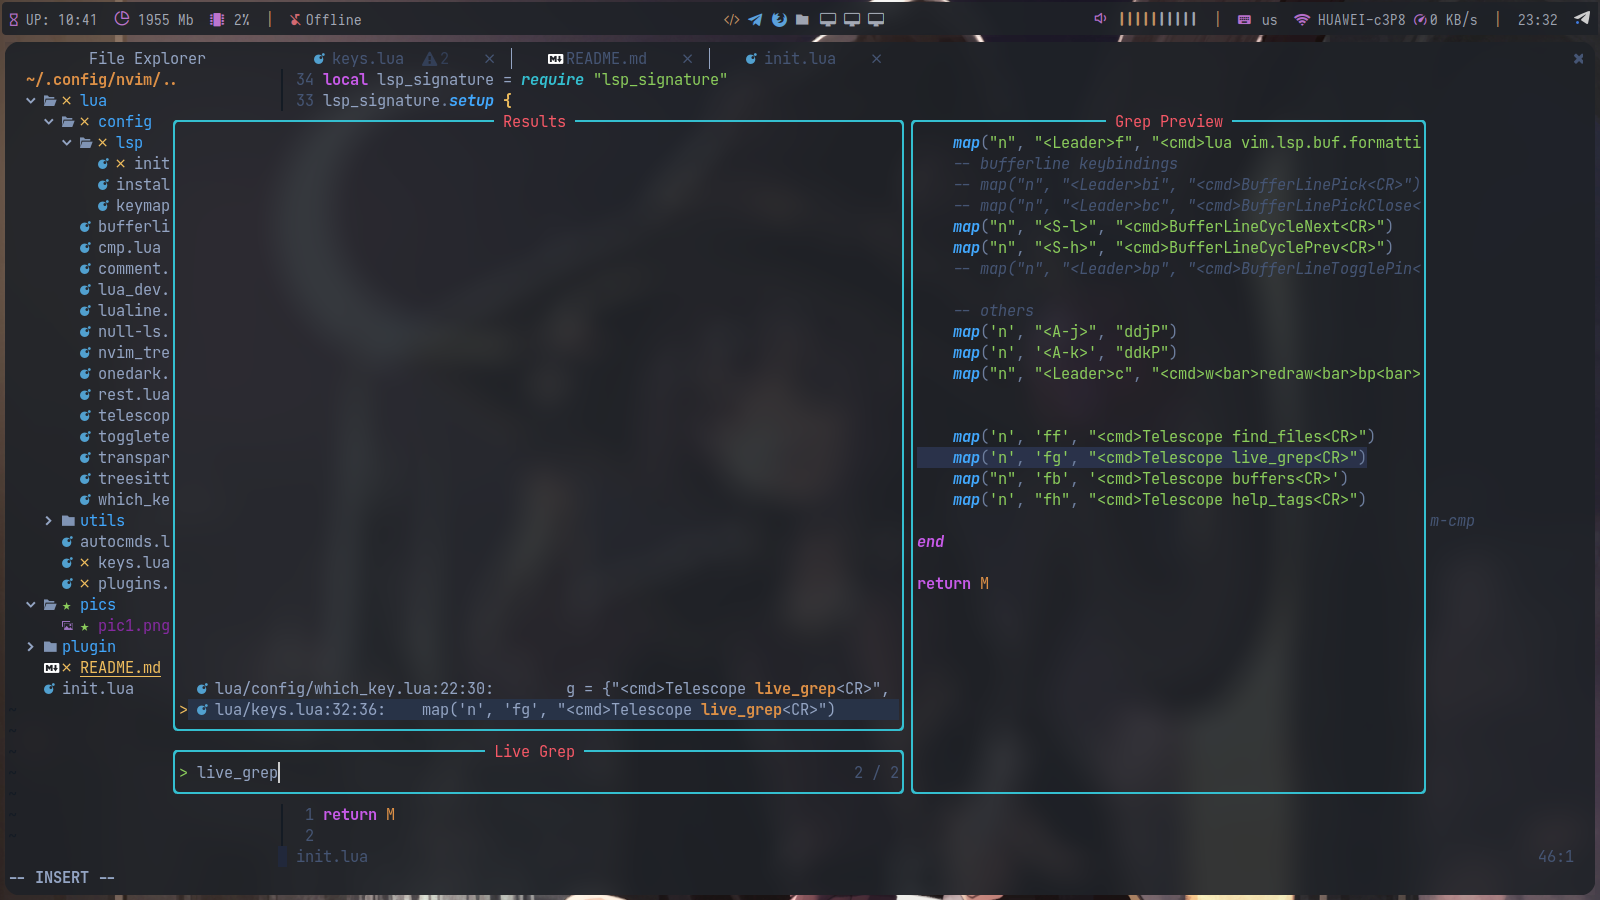 UP: 10:41 1955 Mb 2% | Offline us HUAWEI-c3P8 0 KB/s | 23:32
File Explorer keys.lua 2 README.md init.lua
~/.config/nvim/..
lua
config
lsp
init
instal
keymap
bufferli
cmp.lua
comment.
lua_dev.
lualine.
null-ls.
nvim_tre
onedark.
rest.lua
telescop
togglete
transpar
treesitt
which_ke
utils
autocmds.l
keys.lua
plugins.
pics
pic1.png
plugin
README.md
init.lua
34 local lsp_signature = require "lsp_signature"
33 lsp_signature.setup {
Results
lua/config/which_key.lua:22:30: g = {"<cmd>Telescope live_grep<CR>",
> lua/keys.lua:32:36: map('n', 'fg', "<cmd>Telescope live_grep<CR>")
Live Grep
> live_grep 2 / 2
Grep Preview
map("n", "<Leader>f", "<cmd>lua vim.lsp.buf.formatti
-- bufferline keybindings
-- map("n", "<Leader>bi", "<cmd>BufferLinePick<CR>")
-- map("n", "<Leader>bc", "<cmd>BufferLinePickClose<
map("n", "<S-l>", "<cmd>BufferLineCycleNext<CR>")
map("n", "<S-h>", "<cmd>BufferLineCyclePrev<CR>")
-- map("n", "<Leader>bp", "<cmd>BufferLineTogglePin<
-- others
map('n', "<A-j>", "ddjP")
map('n', '<A-k>', "ddkP")
map("n", "<Leader>c", "<cmd>w<bar>redraw<bar>bp<bar>
map('n', 'ff', "<cmd>Telescope find_files<CR>")
map('n', 'fg', "<cmd>Telescope live_grep<CR>")
map("n", 'fb', '<cmd>Telescope buffers<CR>')
map('n', "fh", "<cmd>Telescope help_tags<CR>")
end
return M
m-cmp
1 return M
2
init.lua 46:1
-- INSERT --